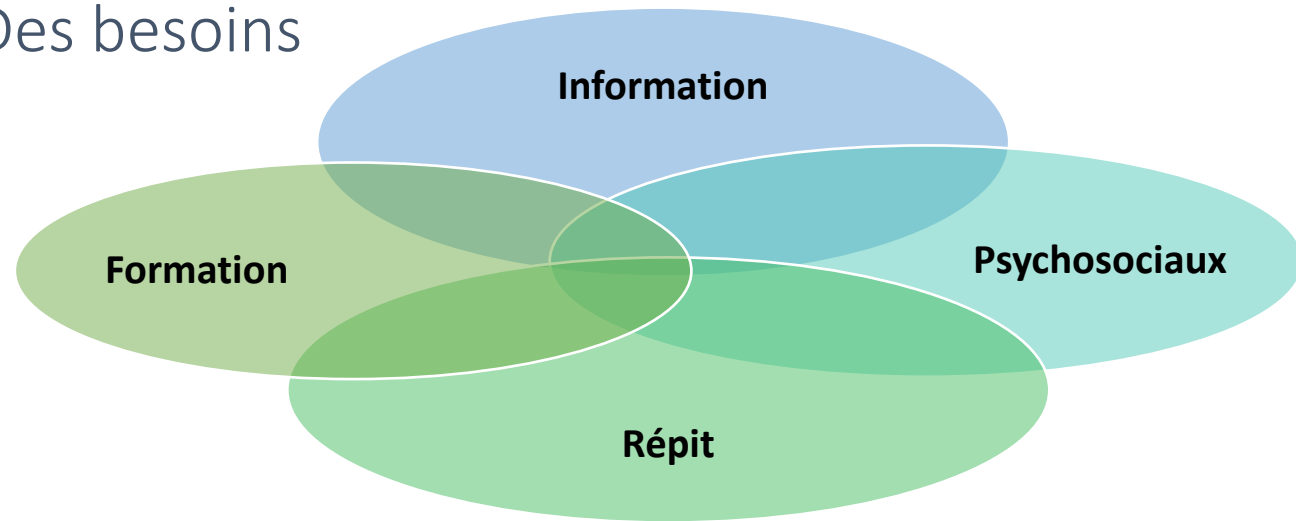 Des besoins
Information
Formation
Psychosociaux
Répit